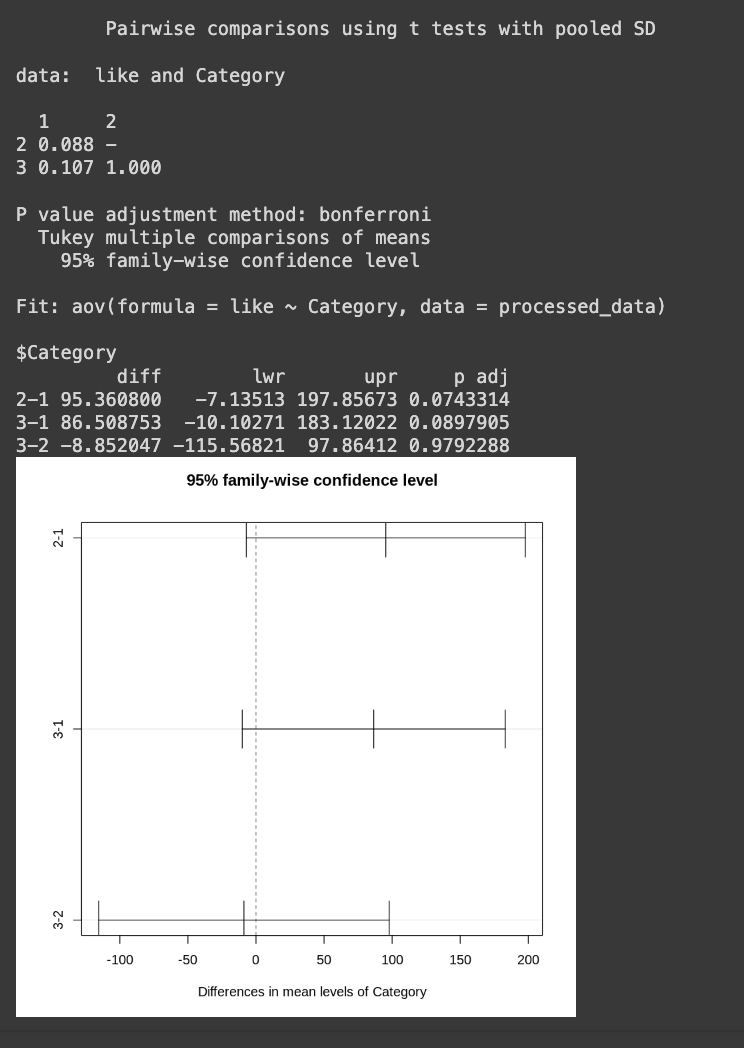 Pairwise comparisons using t tests with pooled SD
data:  like and Category
  1     2
2 0.088 –
3 0.107 1.000
P value adjustment method: bonferroni
  Tukey multiple comparisons of means
    95% family–wise confidence level
Fit: aov(formula = like ~ Category, data = processed_data)
$Category
         diff        lwr       upr     p adj
2–1 95.360800   –7.13513 197.85673 0.0743314
3–1 86.508753  –10.10271 183.12022 0.0897905
3–2 –8.852047 –115.56821  97.86412 0.9792288
95% family-wise confidence level
2-1
3-1
3-2
-100 -50 0 50 100 150 200
Differences in mean levels of Category